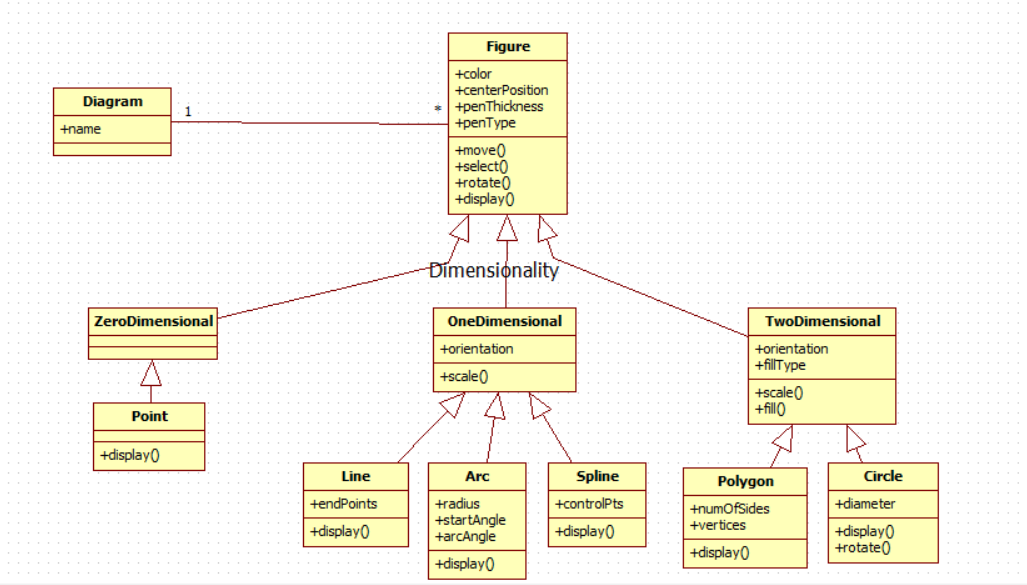 Figure
+color
+centerPosition
+penThickness
+penType
+move()
+select()
+rotate()
+display()
Diagram
+name
1
*
Dimensionality
ZeroDimensional
OneDimensional
+orientation
+scale()
TwoDimensional
+orientation
+fillType
+scale()
+fill()
Point
+display()
Line
+endPoints
+display()
Arc
+radius
+startAngle
+arcAngle
+display()
Spline
+controlPts
+display()
Polygon
+numOfSides
+vertices
+display()
Circle
+diameter
+display()
+rotate()